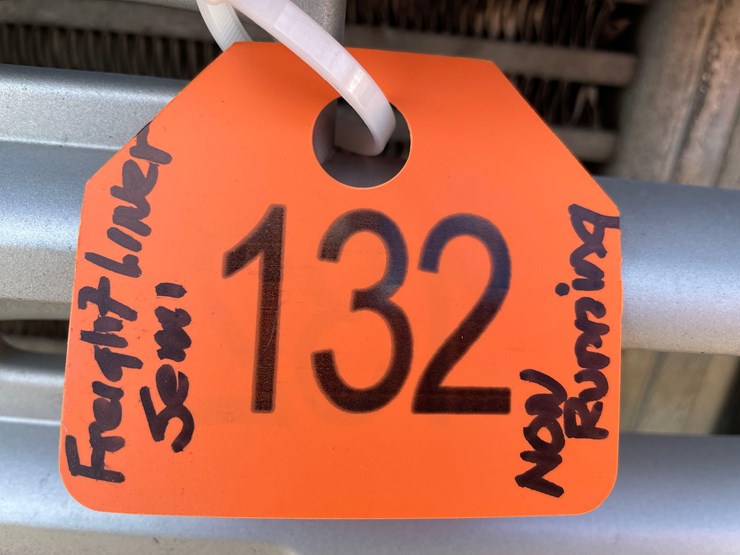 Freight Liner
Semi
132
Non
Running